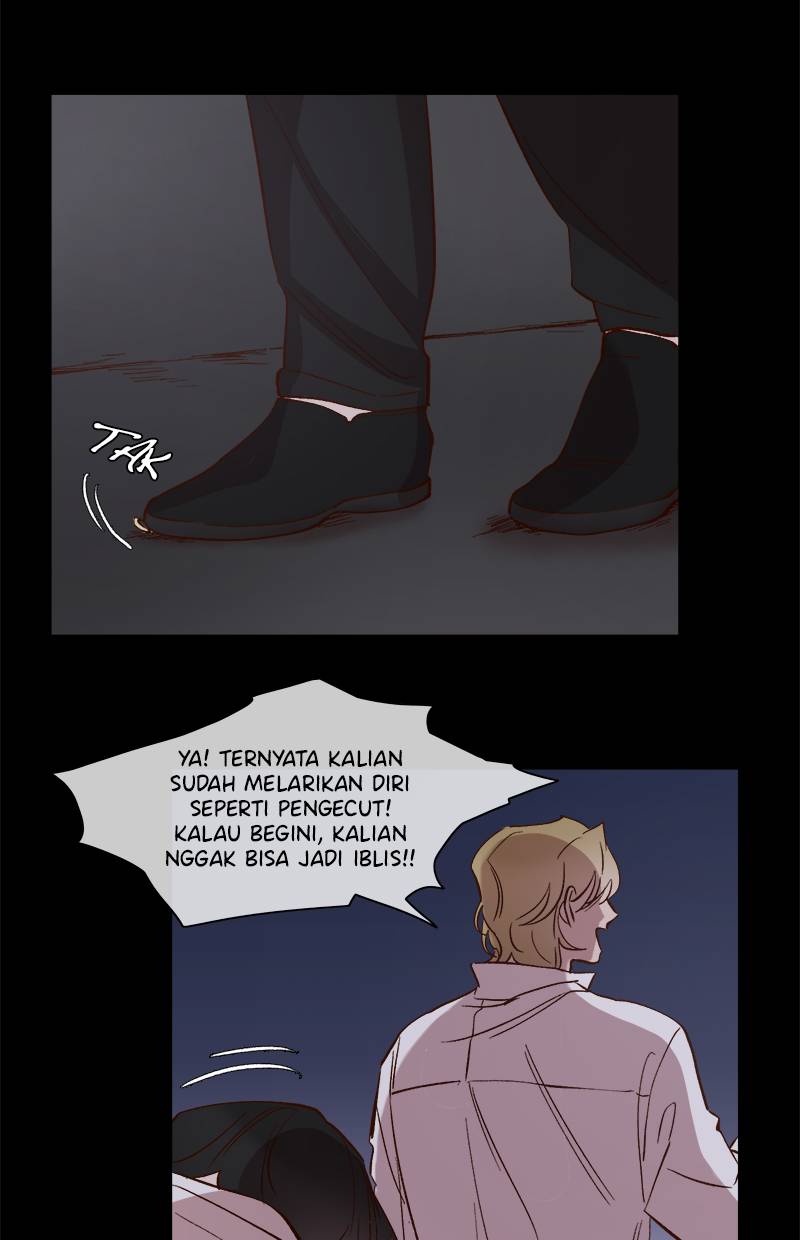 TAK
YA! TERNYATA KALIAN
SUDAH MELARIKAN DIRI
SEPERTI PENGECUT!
KALAU BEGINI, KALIAN
NGGAK BISA JADI IBLIS!!